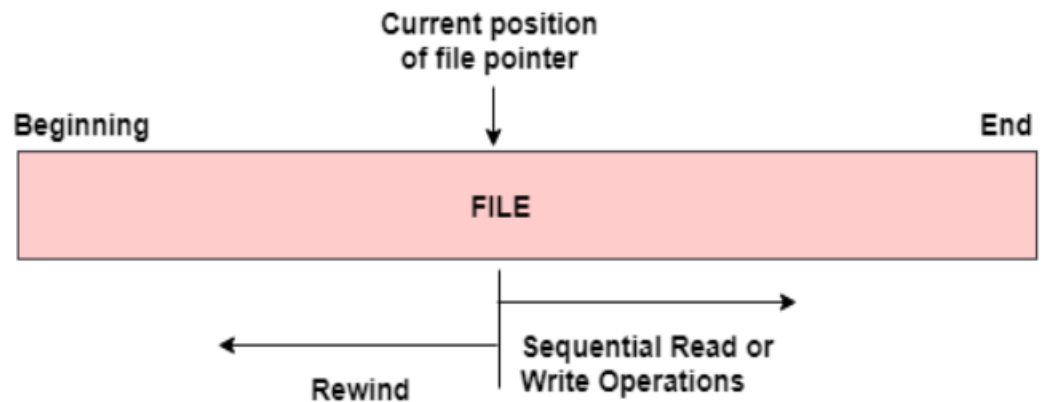 Current position
of file pointer
Beginning
End
FILE
Sequential Read or
Write Operations
Rewind